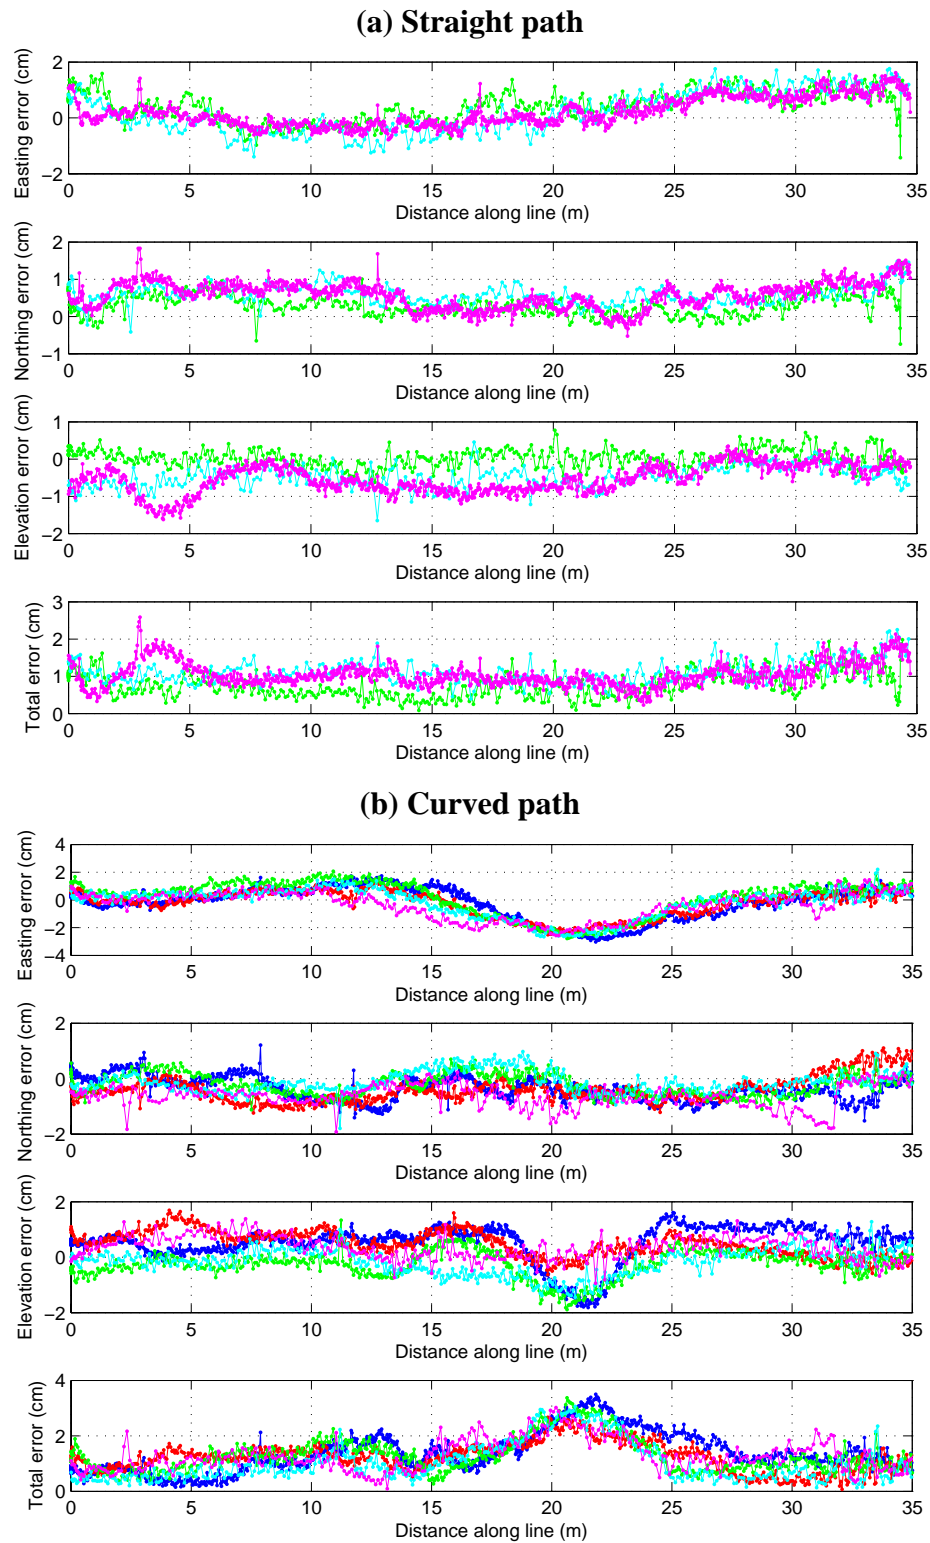 (a) Straight path
Easting error (cm)
2
0
−2
0 5 10 15 20 25 30 35
Distance along line (m)
Northing error (cm)
2
1
0
−1
0 5 10 15 20 25 30 35
Distance along line (m)
Elevation error (cm)
1
0
−1
−2
0 5 10 15 20 25 30 35
Distance along line (m)
Total error (cm)
3
2
1
0
0 5 10 15 20 25 30 35
Distance along line (m)
(b) Curved path
Easting error (cm)
4
2
0
−2
−4
0 5 10 15 20 25 30 35
Distance along line (m)
Northing error (cm)
2
0
−2
0 5 10 15 20 25 30 35
Distance along line (m)
Elevation error (cm)
2
0
−2
0 5 10 15 20 25 30 35
Distance along line (m)
Total error (cm)
4
2
0
0 5 10 15 20 25 30 35
Distance along line (m)